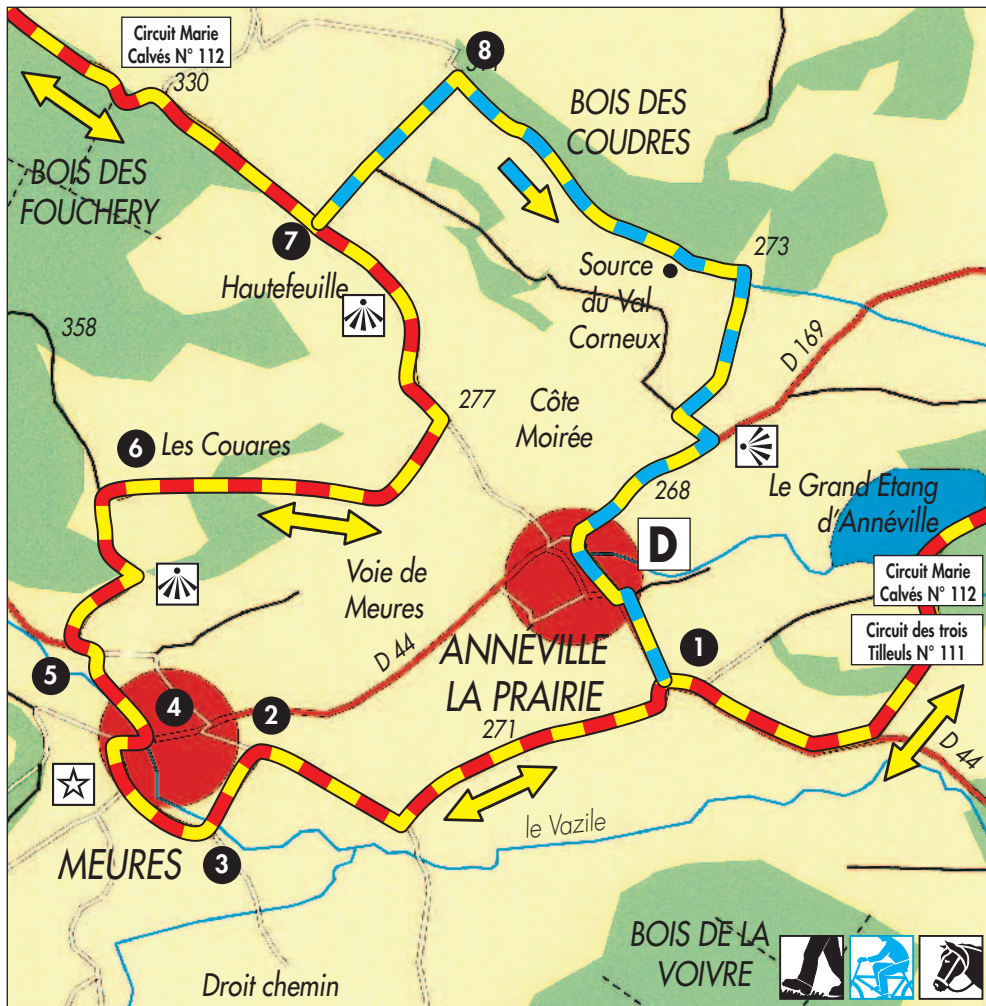 Circuit Marie
Calvés N° 112
330
8
BOIS DES
COUDRES
BOIS DES
FOUCHERY
7
Hautefeuille
Source
du Val
Corneux
273
358
D 169
277
Côte
Moirée
6
Les Couares
268
Le Grand Etang
d'Annéville
D
Voie de
Meures
Circuit Marie
Calvés N° 112
Circuit des trois
Tilleuls N° 111
D 44
ANNÉVILLE
LA PRAIRIE
1
5
4
2
271
D 44
le Vazile
MEURES
3
BOIS DE LA
VOIVRE
Droit chemin